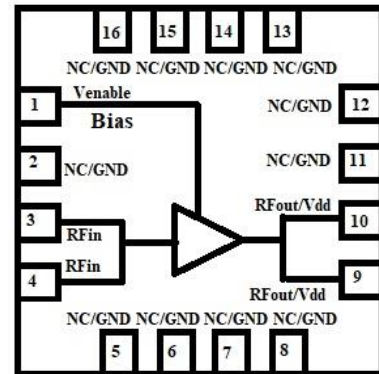 16 15 14 13
NC/GND NC/GND NC/GND NC/GND
1 Venable
Bias
NC/GND 12
2 NC/GND
NC/GND 11
3 RFin
RFout/Vdd 10
4 RFin
RFout/Vdd 9
NC/GND NC/GND NC/GND NC/GND
5 6 7 8